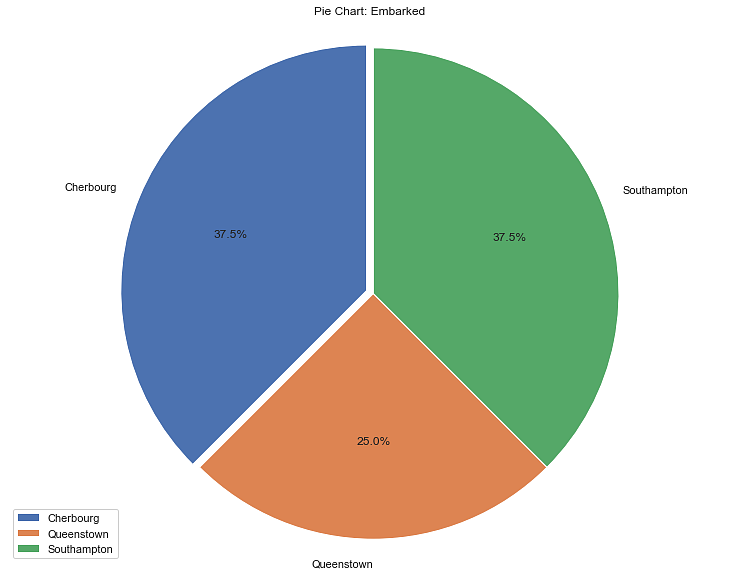 Pie Chart: Embarked
Cherbourg
Southampton
37.5%
37.5%
25.0%
Queenstown
Cherbourg
Queenstown
Southampton